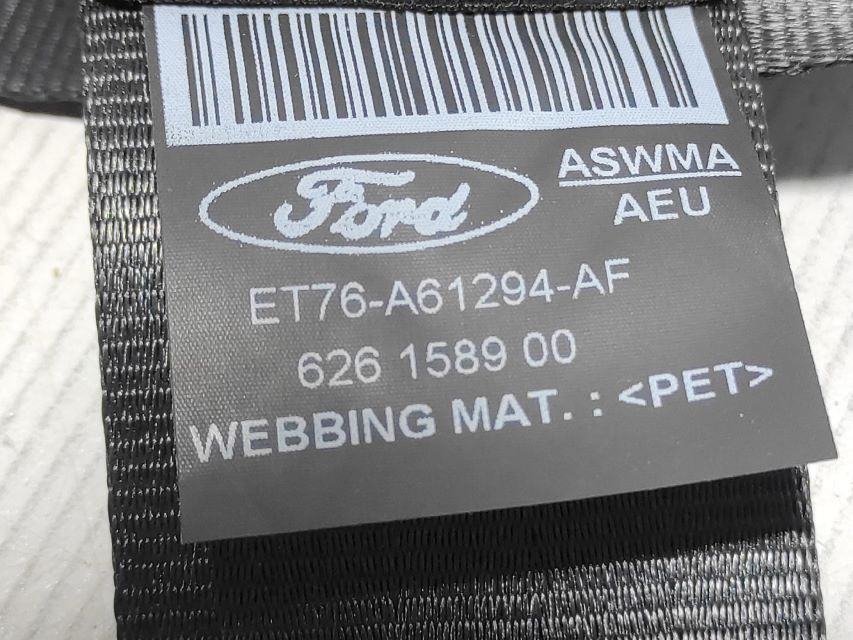 Ford
ASWMA
AEU
ET76-A61294-AF
626 1589 00
WEBBING MAT. : <PET>